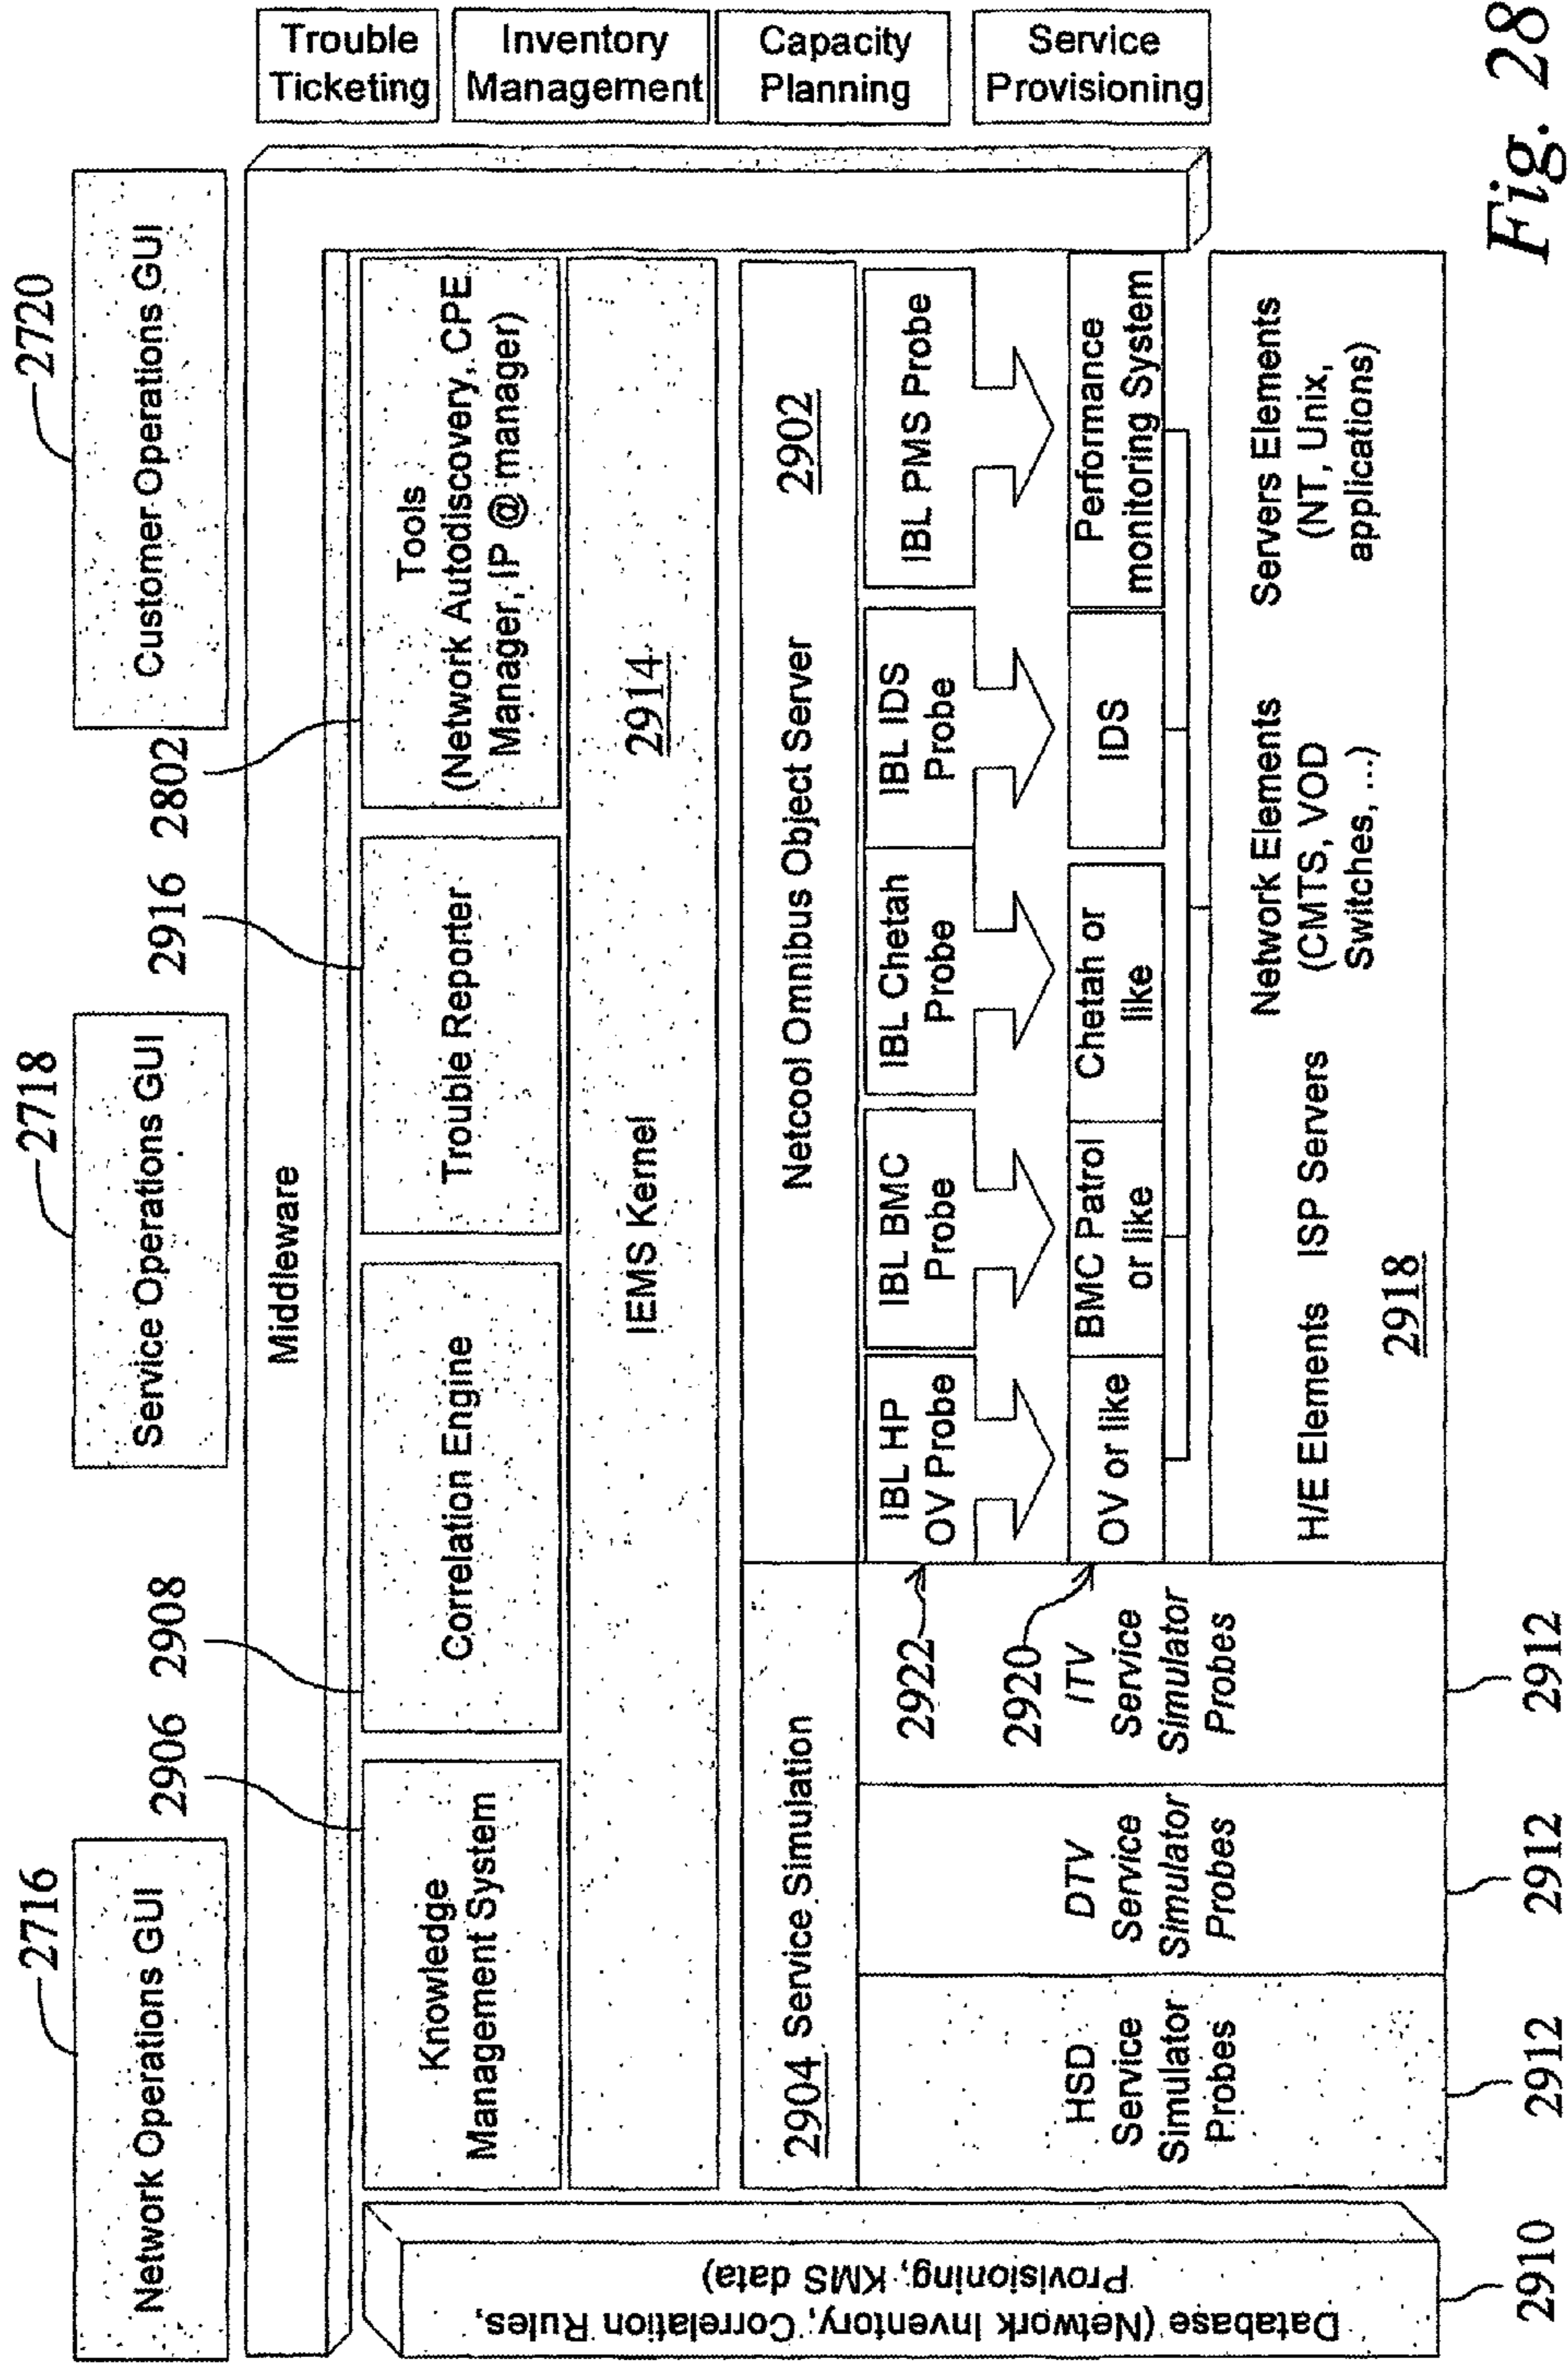 2716
2718
2720
Network Operations GUI
Service Operations GUI
Customer Operations GUI
2906
2908
2916
2802
Middleware
Trouble
Ticketing
Inventory
Management
Capacity
Planning
Service
Provisioning
Knowledge
Management System
Correlation Engine
Trouble Reporter
Tools
(Network Autodiscovery, CPE
Manager, IP @ manager)
IEMS Kernel
2914
2904 Service Simulation
Netcool Omnibus Object Server
2902
2922
IBL HP
OV Probe
IBL BMC
Probe
IBL Chetah
Probe
IBL IDS
Probe
IBL PMS Probe
2920
OV or like
BMC Patrol
or like
Chetah or
like
IDS
Performance
monitoring System
HSD
Service
Simulator
Probes
DTV
Service
Simulator
Probes
ITV
Service
Simulator
Probes
H/E Elements
ISP Servers
Network Elements
(CMTS, VOD
Switches, ...)
Servers Elements
(NT, Unix,
applications)
2918
Database (Network Inventory, Correlation Rules,
Provisioning, KMS data)
2910
2912
2912
2912
Fig. 28